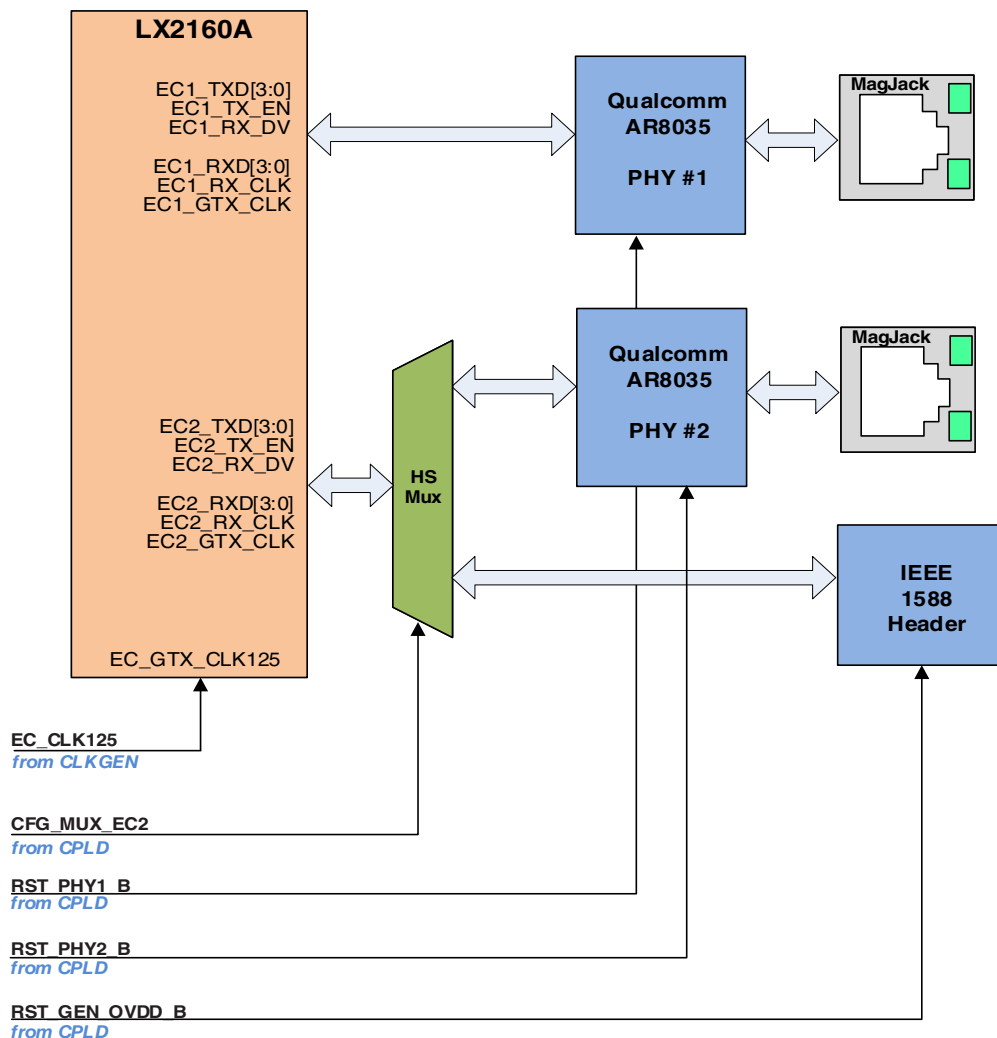 LX2160A
EC1_TXD[3:0]
EC1_TX_EN
EC1_RX_DV
EC1_RXD[3:0]
EC1_RX_CLK
EC1_GTX_CLK
Qualcomm
AR8035
PHY #1
MagJack
Qualcomm
AR8035
PHY #2
MagJack
EC2_TXD[3:0]
EC2_TX_EN
EC2_RX_DV
EC2_RXD[3:0]
EC2_RX_CLK
EC2_GTX_CLK
HS
Mux
IEEE
1588
Header
EC_GTX_CLK125
EC_CLK125
from CLKGEN
CFG_MUX_EC2
from CPLD
RST_PHY1_B
from CPLD
RST_PHY2_B
from CPLD
RST_GEN_OVDD_B
from CPLD